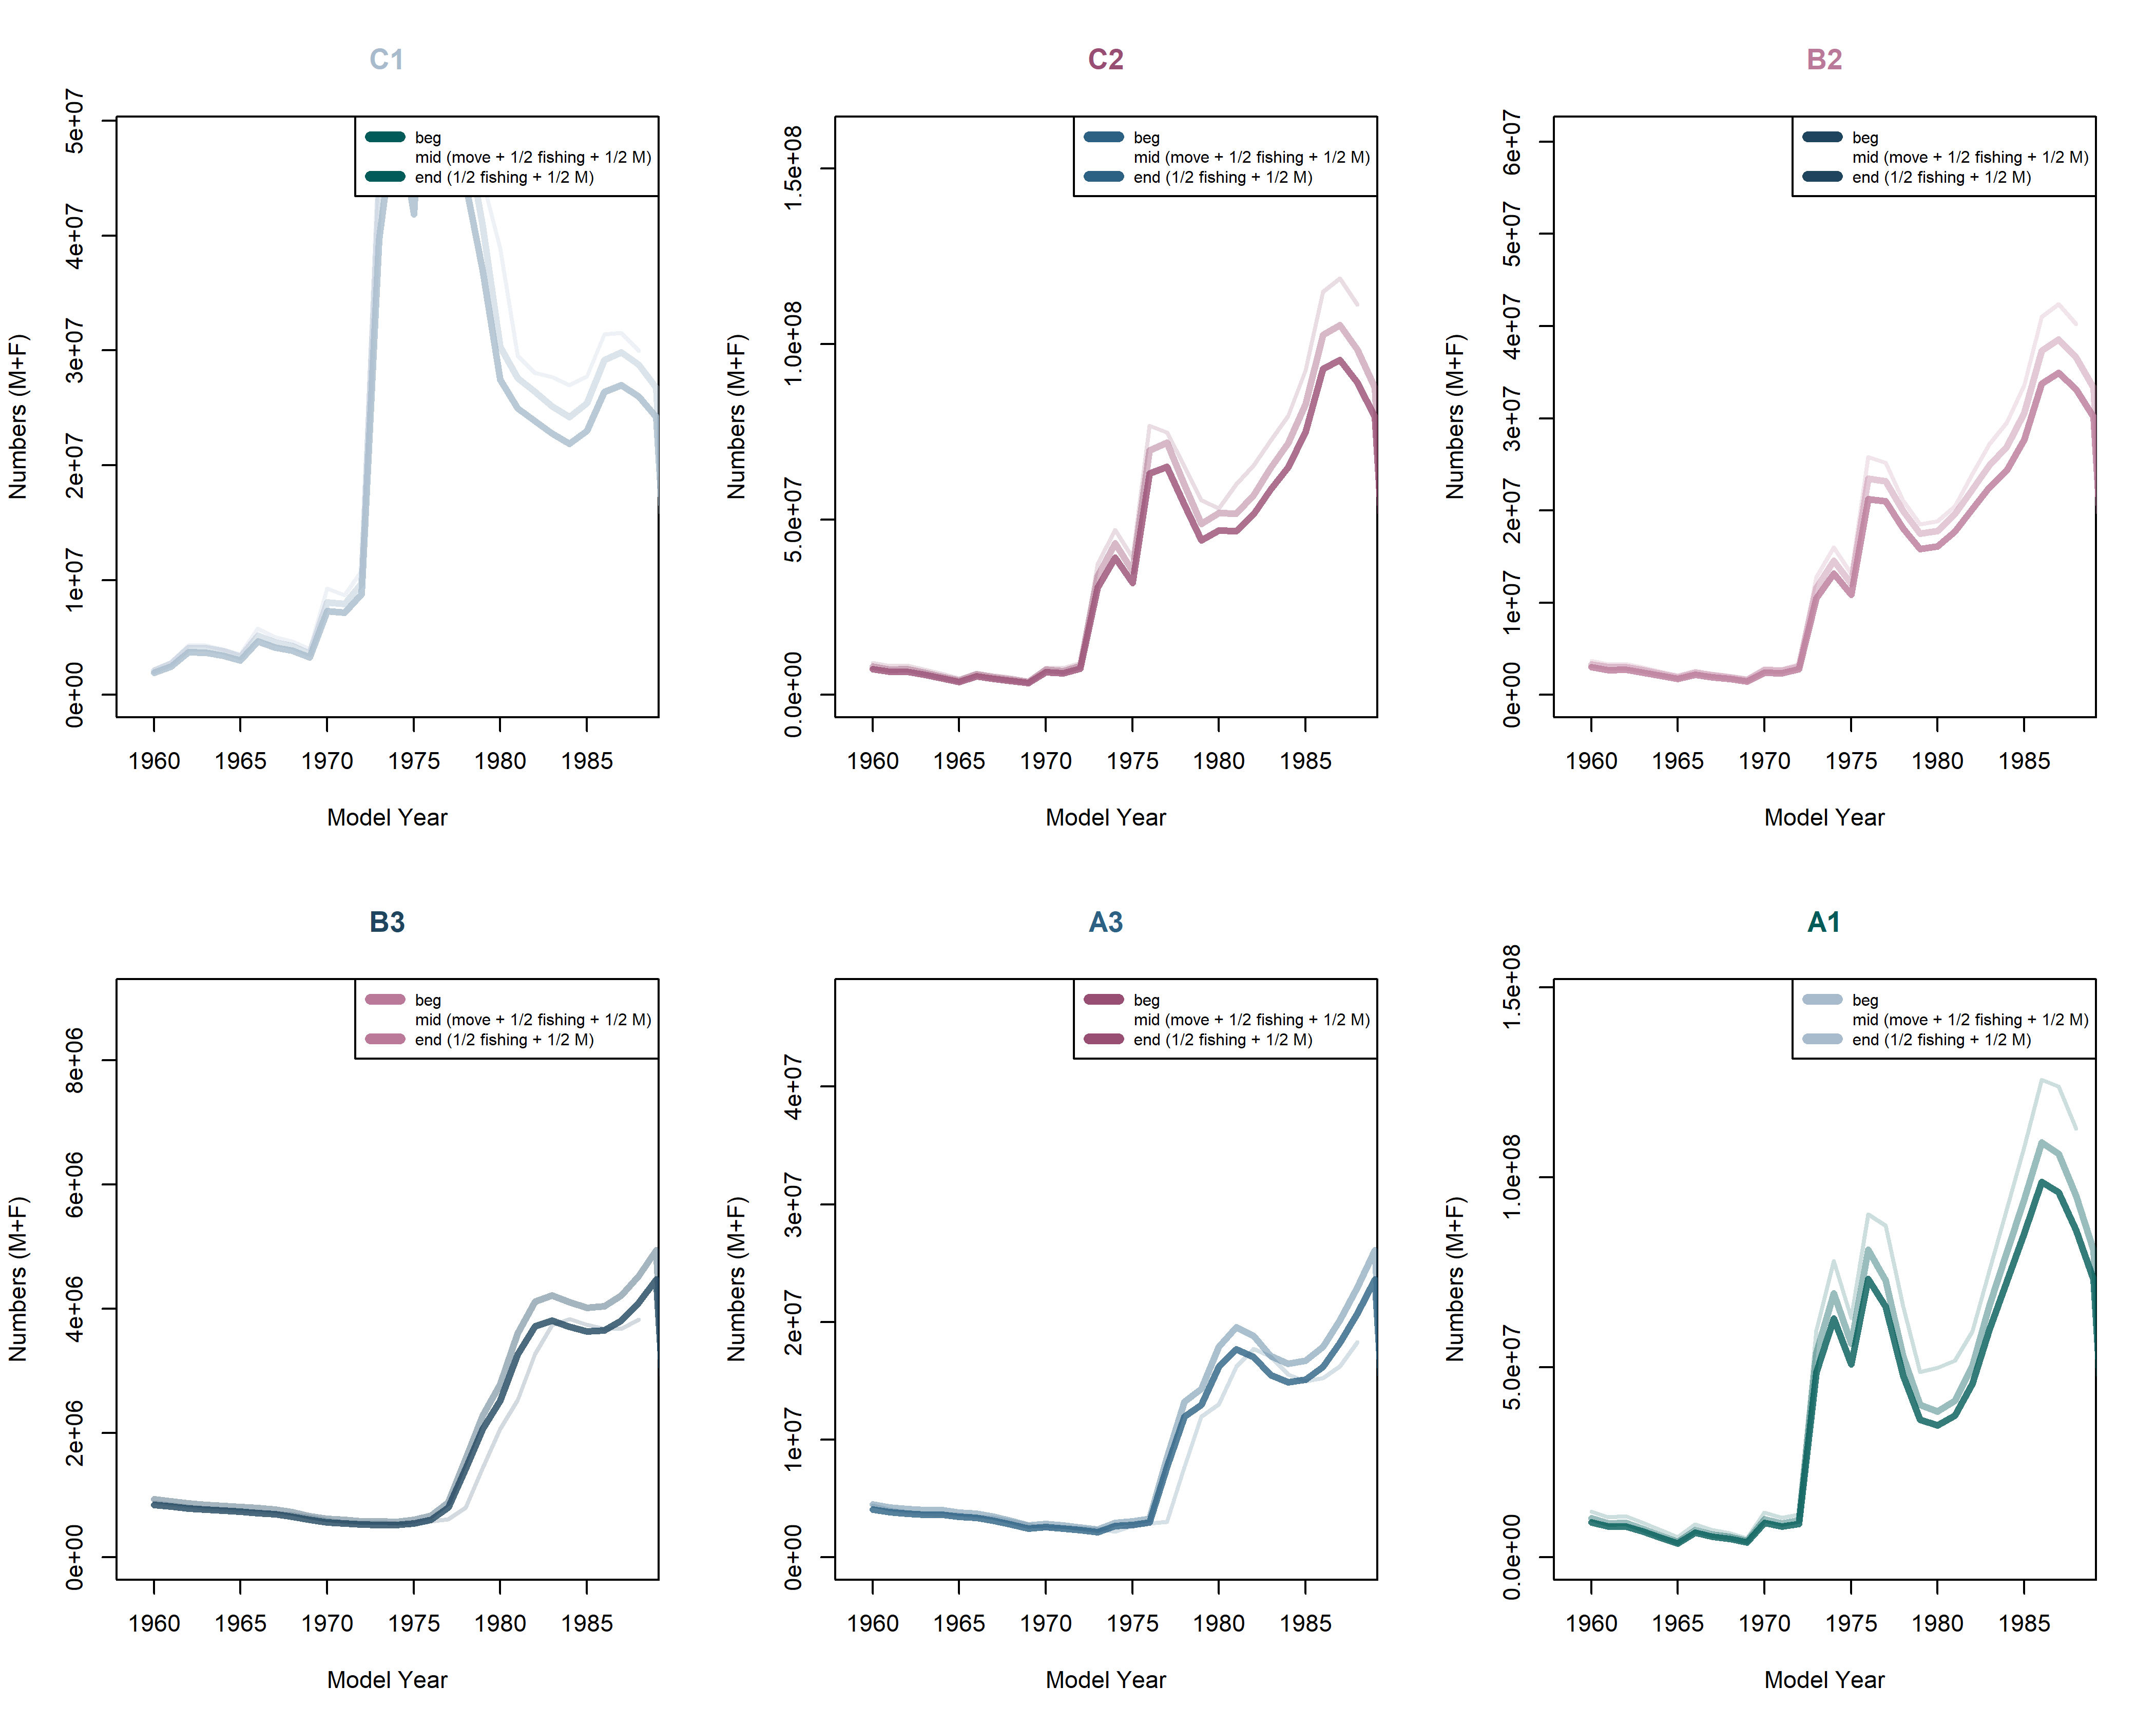 C1
5e+07
4e+07
3e+07
2e+07
1e+07
0e+00
Numbers (M+F)
beg
mid (move + 1/2 fishing + 1/2 M)
end (1/2 fishing + 1/2 M)
1960 1965 1970 1975 1980 1985
Model Year
C2
1.5e+08
1.0e+08
5.0e+07
0.0e+00
Numbers (M+F)
beg
mid (move + 1/2 fishing + 1/2 M)
end (1/2 fishing + 1/2 M)
1960 1965 1970 1975 1980 1985
Model Year
B2
6e+07
5e+07
4e+07
3e+07
2e+07
1e+07
0e+00
Numbers (M+F)
beg
mid (move + 1/2 fishing + 1/2 M)
end (1/2 fishing + 1/2 M)
1960 1965 1970 1975 1980 1985
Model Year
B3
8e+06
6e+06
4e+06
2e+06
0e+00
Numbers (M+F)
beg
mid (move + 1/2 fishing + 1/2 M)
end (1/2 fishing + 1/2 M)
1960 1965 1970 1975 1980 1985
Model Year
A3
4e+07
3e+07
2e+07
1e+07
0e+00
Numbers (M+F)
beg
mid (move + 1/2 fishing + 1/2 M)
end (1/2 fishing + 1/2 M)
1960 1965 1970 1975 1980 1985
Model Year
A1
1.5e+08
1.0e+08
5.0e+07
0.0e+00
Numbers (M+F)
beg
mid (move + 1/2 fishing + 1/2 M)
end (1/2 fishing + 1/2 M)
1960 1965 1970 1975 1980 1985
Model Year